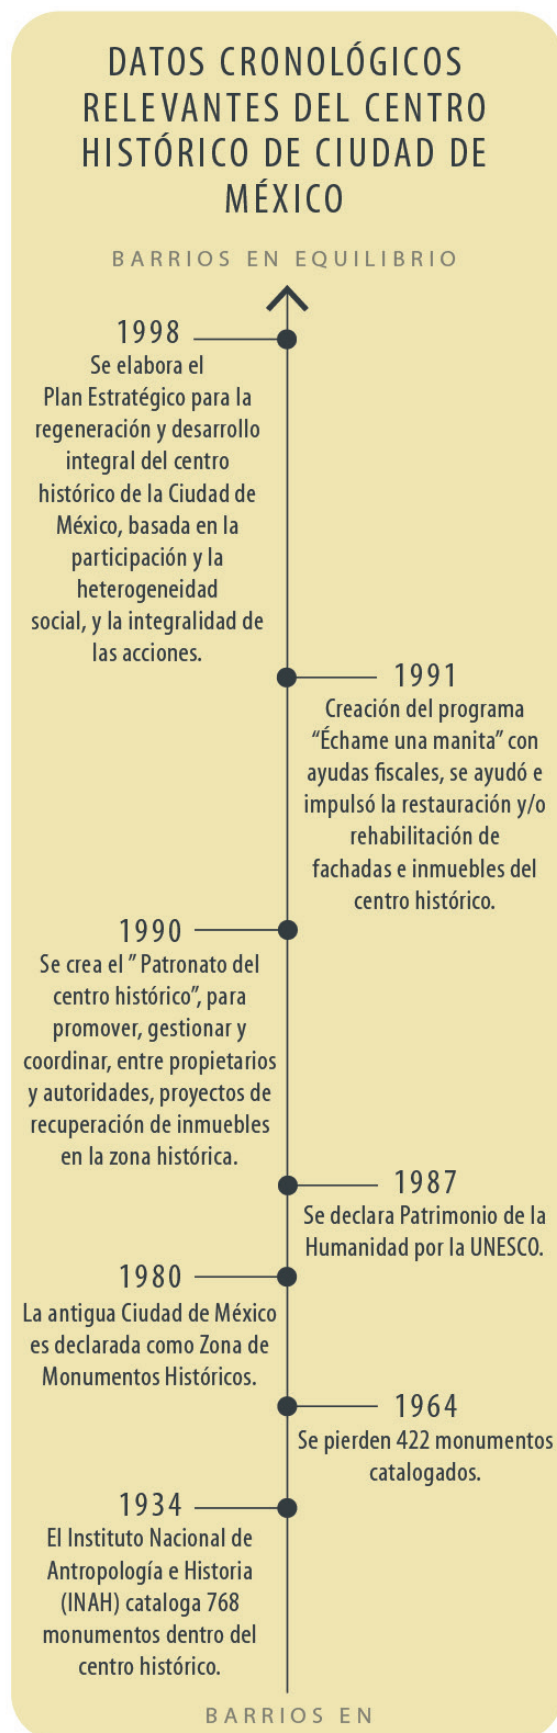 DATOS CRONOLÓGICOS
RELEVANTES DEL CENTRO
HISTÓRICO DE CIUDAD DE
MÉXICO
BARRIOS EN EQUILIBRIO
1998
Se elabora el
Plan Estratégico para la
regeneración y desarrollo
integral del centro
histórico de la Ciudad de
México, basada en la
participación y la
heterogeneidad
social, y la integralidad de
las acciones.
1991
Creación del programa
“Échame una manita” con
ayudas fiscales, se ayudó e
impulsó la restauración y/o
rehabilitación de
fachadas e inmuebles del
centro histórico.
1990
Se crea el ” Patronato del
centro histórico”, para
promover, gestionar y
coordinar, entre propietarios
y autoridades, proyectos de
recuperación de inmuebles
en la zona histórica.
1987
Se declara Patrimonio de la
Humanidad por la UNESCO.
1980
La antigua Ciudad de México
es declarada como Zona de
Monumentos Históricos.
1964
Se pierden 422 monumentos
catalogados.
1934
El Instituto Nacional de
Antropología e Historia
(INAH) cataloga 768
monumentos dentro del
centro histórico.
BARRIOS EN